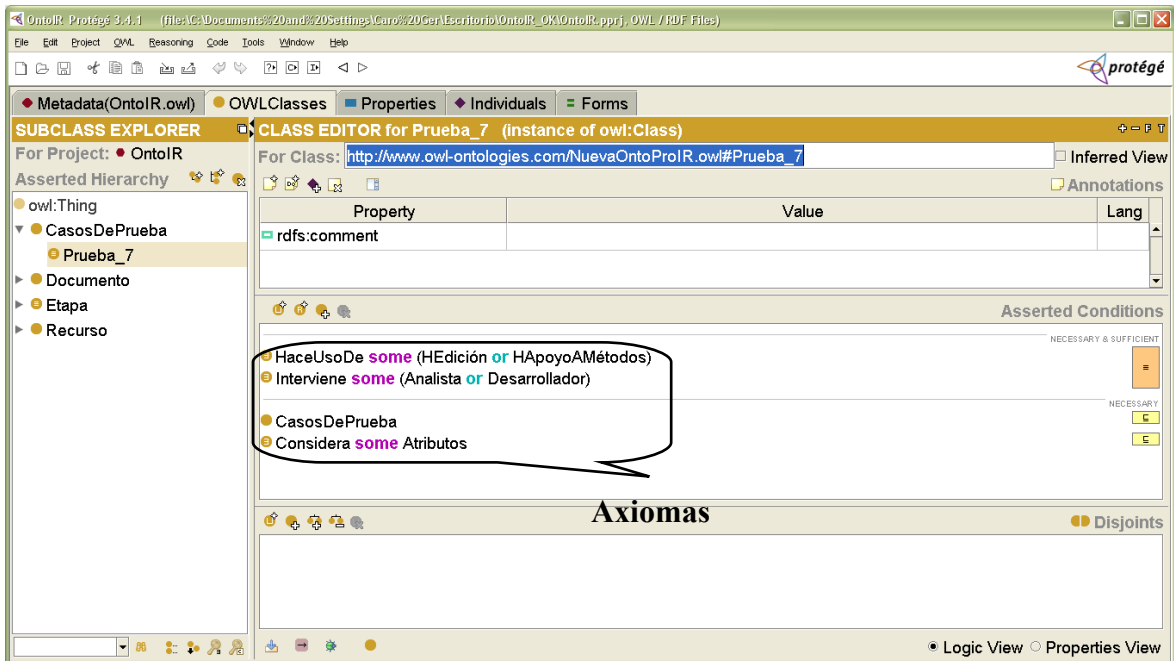 OntoIR Protégé 3.4.1 (file:\C:\Documents%20and%20Settings\Caro%20Ger\Escritorio\OntoIR_OK\OntoIR.pprj, OWL / RDF Files)
File Edit Project OWL Reasoning Code Tools Window Help
protégé
Metadata(OntoIR.owl) OWLClasses Properties Individuals Forms
SUBCLASS EXPLORER
For Project: OntoIR
Asserted Hierarchy
owl:Thing
CasosDePrueba
Prueba_7
Documento
Etapa
Recurso
CLASS EDITOR for Prueba_7 (instance of owl:Class)
For Class: http://www.owl-ontologies.com/NuevaOntoProIR.owl#Prueba_7
Inferred View
Annotations
Property Value Lang
rdfs:comment
Asserted Conditions
NECESSARY & SUFFICIENT
HaceUsoDe some (HEdición or HApoyoAMétodos)
Interviene some (Analista or Desarrollador)
NECESSARY
CasosDePrueba
Considera some Atributos
Axiomas
Disjoints
Logic View Properties View